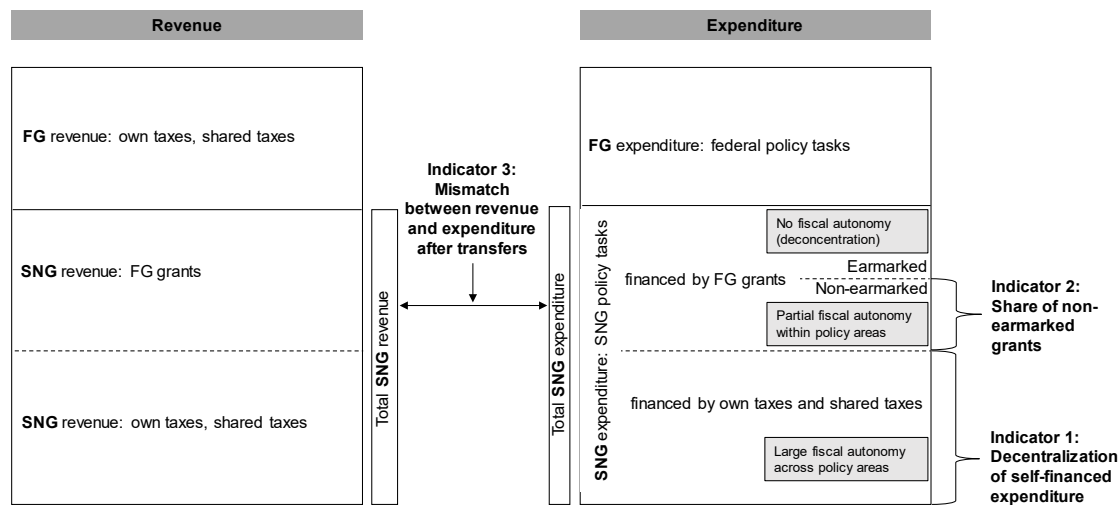 Revenue
Expenditure
FG revenue: own taxes, shared taxes
SNG revenue: FG grants
SNG revenue: own taxes, shared taxes
Total SNG revenue
Indicator 3:
Mismatch
between revenue
and expenditure
after transfers
Total SNG expenditure
FG expenditure: federal policy tasks
SNG expenditure: SNG policy tasks
No fiscal autonomy
(deconcentration)
Earmarked
financed by FG grants
Non-earmarked
Partial fiscal autonomy
within policy areas
financed by own taxes and shared taxes
Large fiscal autonomy
across policy areas
Indicator 2:
Share of non-
earmarked
grants
Indicator 1:
Decentralization
of self-financed
expenditure